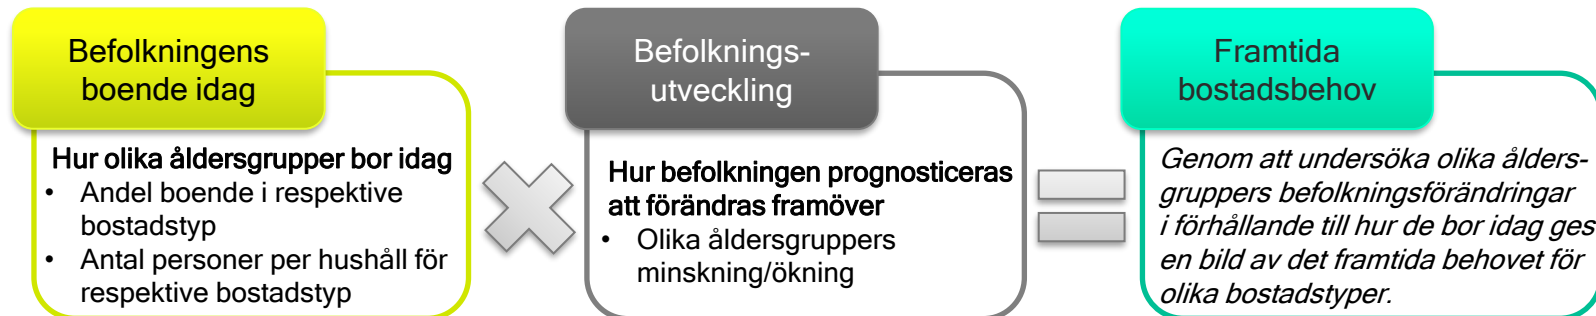 Befolkningens
boende idag
Hur olika åldersgrupper bor idag
• Andel boende i respektive
bostadstyp
• Antal personer per hushåll för
respektive bostadstyp
Befolknings-
utveckling
Hur befolkningen prognosticeras
att förändras framöver
• Olika åldersgruppers
minskning/ökning
Framtida
bostadsbehov
Genom att undersöka olika ålders-
gruppers befolkningsförändringar
i förhållande till hur de bor idag ges
en bild av det framtida behovet för
olika bostadstyper.